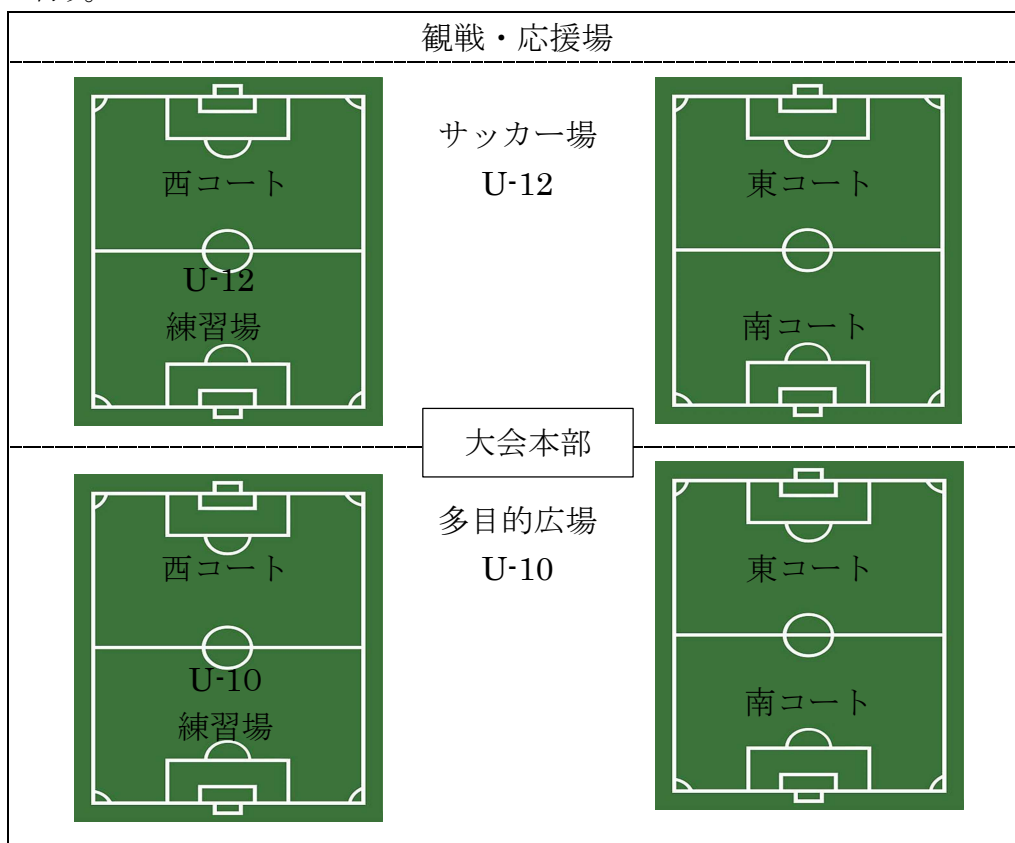 観戦・応援場
西コート
サッカー場
U-12
東コート
U-12
練習場
南コート
大会本部
西コート
多目的広場
U-10
東コート
U-10
練習場
南コート